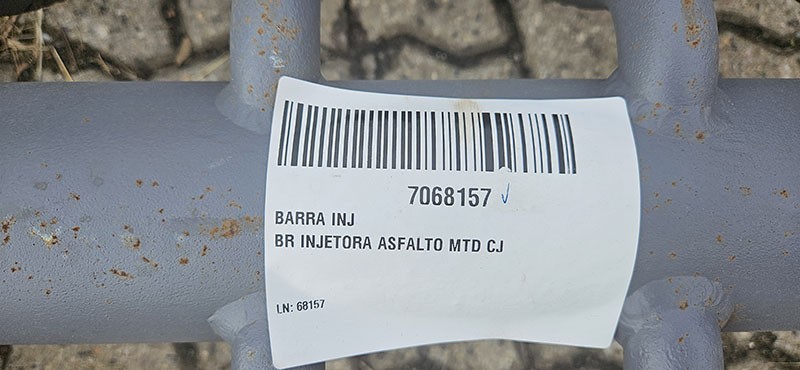 7068157
BARRA INJ
BR INJETORA ASFALTO MTD CJ
LN: 68157